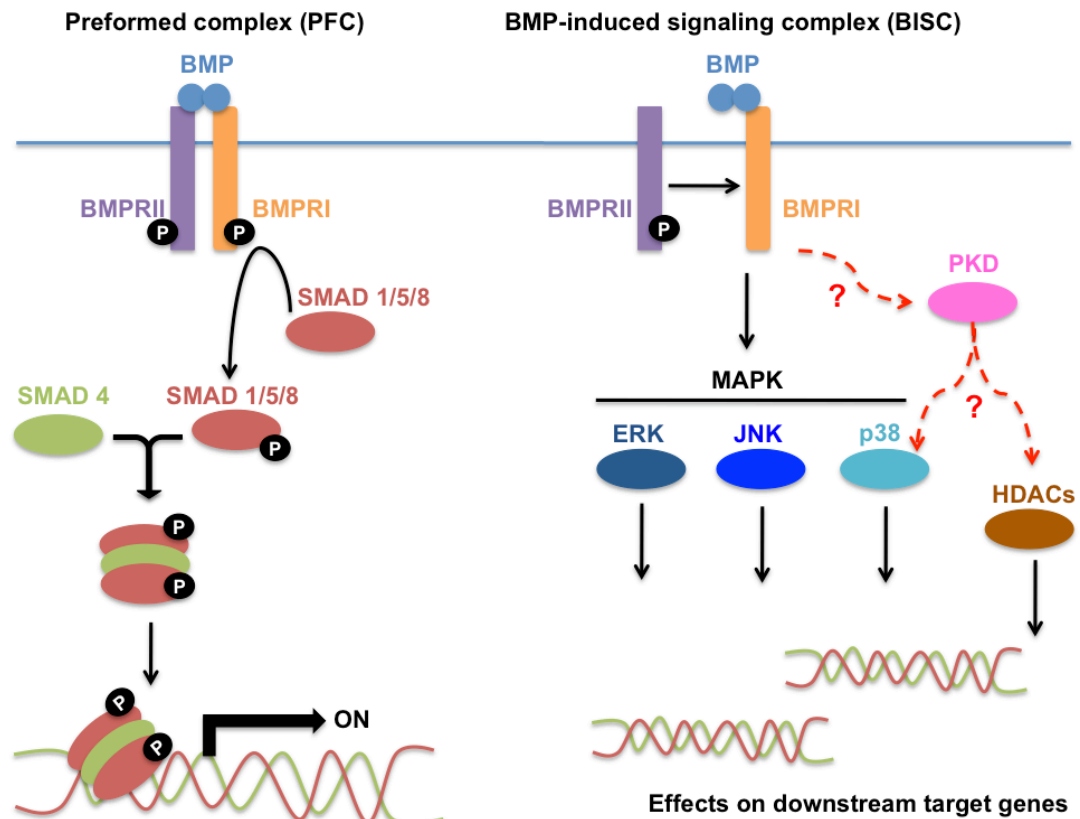 Preformed complex (PFC)
BMP
BMPRII
BMPRI
P
P
SMAD 1/5/8
SMAD 4
SMAD 1/5/8
P
P
P
P
P
ON
BMP-induced signaling complex (BISC)
BMP
BMPRII
BMPRI
P
PKD
?
?
MAPK
ERK
JNK
p38
HDACs
Effects on downstream target genes